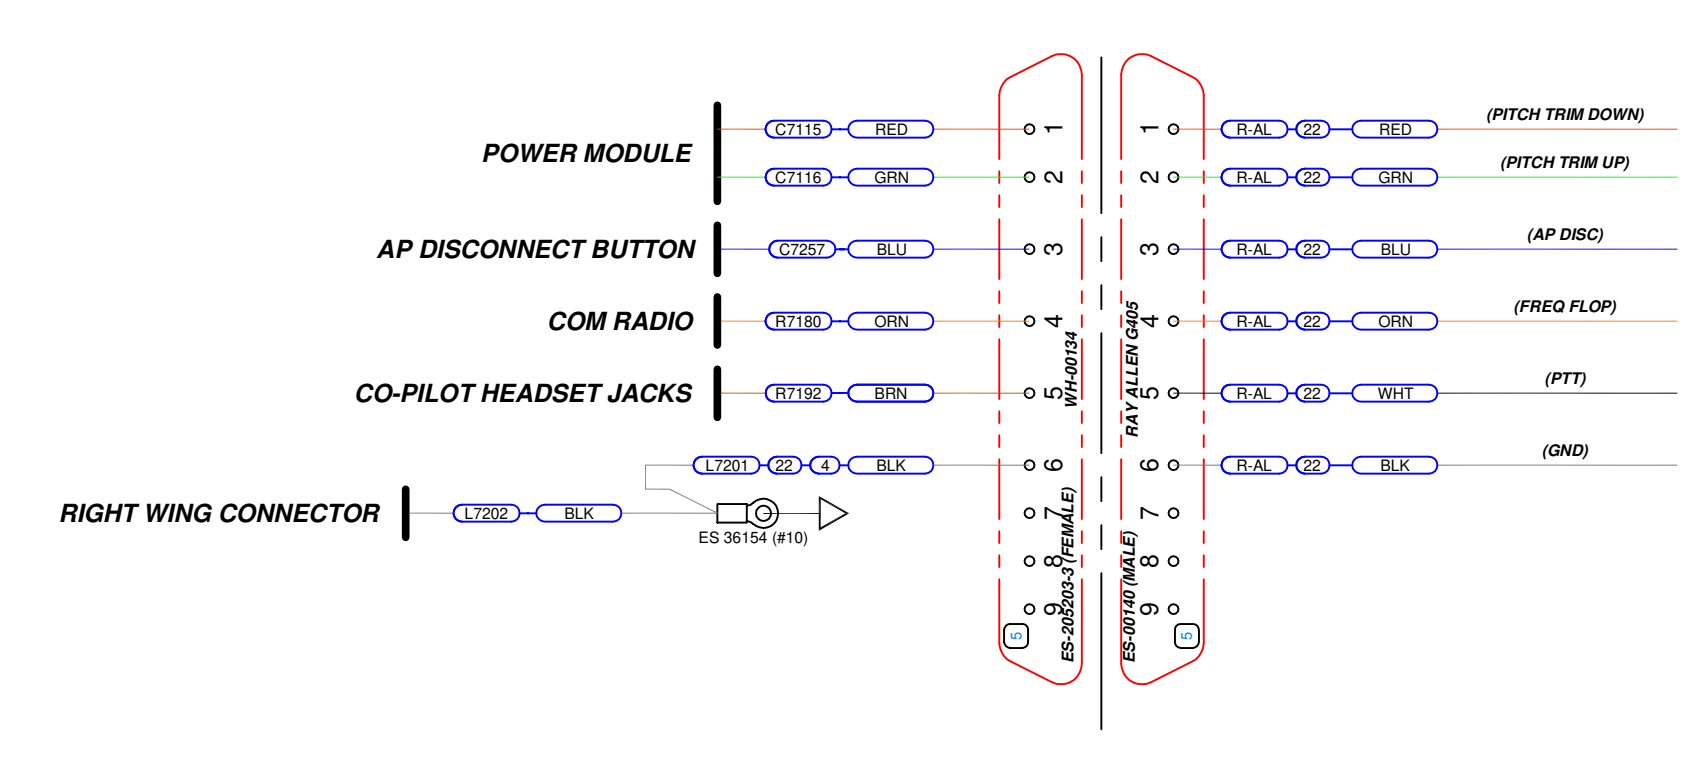 POWER MODULE
C7115 RED 1
1 R-AL 22 RED (PITCH TRIM DOWN)
C7116 GRN 2
2 R-AL 22 GRN (PITCH TRIM UP)
AP DISCONNECT BUTTON
C7257 BLU 3
3 R-AL 22 BLU (AP DISC)
COM RADIO
R7180 ORN 4
4 R-AL 22 ORN (FREQ FLOP)
CO-PILOT HEADSET JACKS
R7192 BRN 5
5 R-AL 22 WHT (PTT)
L7201 22 4 BLK 6
6 R-AL 22 BLK (GND)
RIGHT WING CONNECTOR
L7202 BLK
ES 36154 (#10)
7
7
8
8
9
9
5
5
WH-00134
ES-205203-3 (FEMALE)
RAY ALLEN G405
ES-00140 (MALE)